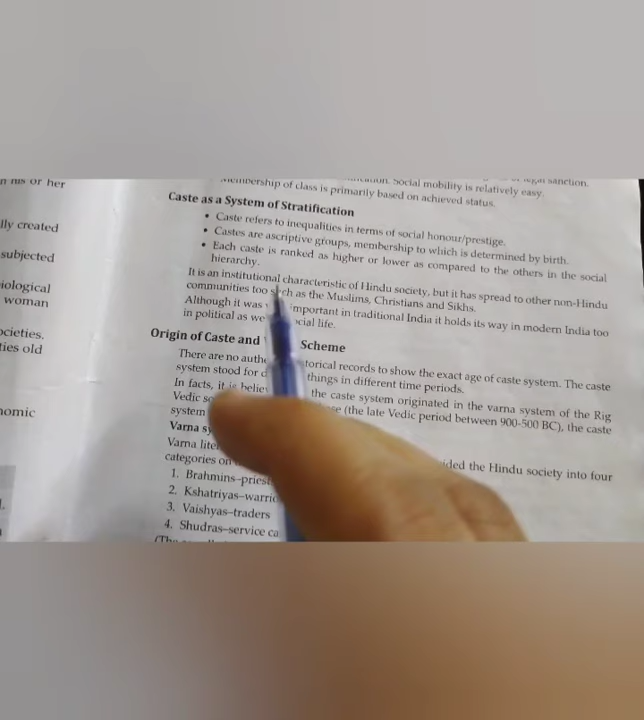 n his or her
lly created
subjected
iological
woman
ocieties.
ties old
nomic
Social mobility is relatively easy.
legal sanction.
Membership of class is primarily based on achieved status.
Caste as a System of Stratification
• Caste refers to inequalities in terms of social honour/prestige.
• Castes are ascriptive groups, membership to which is determined by birth.
• Each caste is ranked as higher or lower as compared to the others in the social
hierarchy.
It is an institutional characteristic of Hindu society, but it has spread to other non-Hindu
communities too such as the Muslims, Christians and Sikhs.
Although it was important in traditional India it holds its way in modern India too
in political as we ocial life.
Origin of Caste and Scheme
There are no authe torical records to show the exact age of caste system. The caste
system stood for d things in different time periods.
In facts, it is belie the caste system originated in the varna system of the Rig
Vedic so se (the late Vedic period between 900-500 BC), the caste
system
Varna sy
Varna lite ided the Hindu society into four
categories on
1. Brahmins–priest
2. Kshatriyas–warrio
3. Vaishyas–traders
4. Shudras–service ca